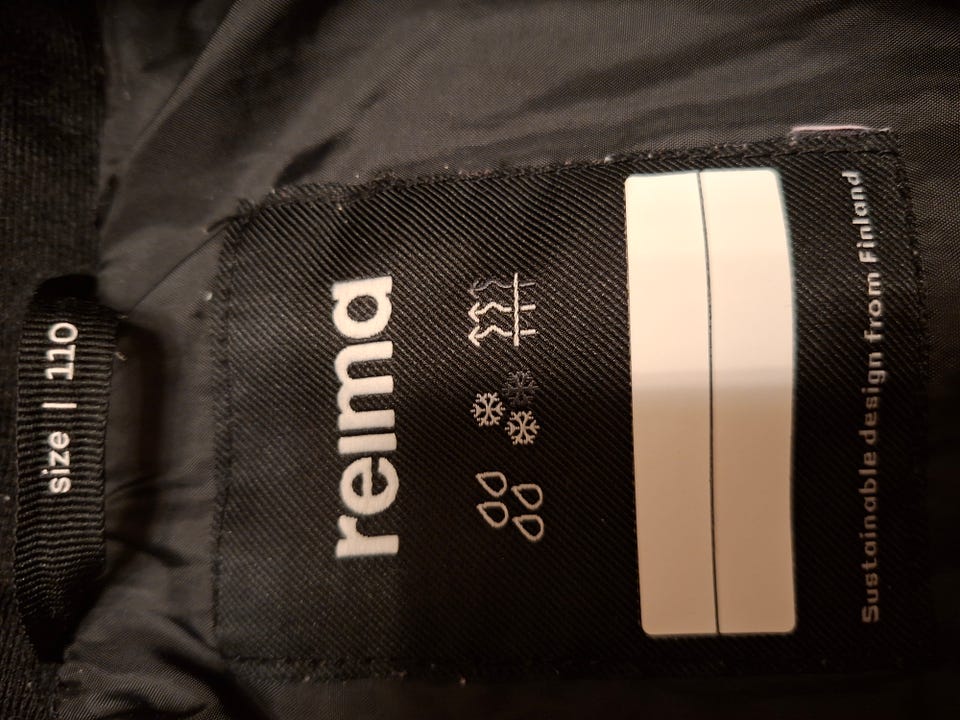 size | 110
reima
Sustainable design from Finland